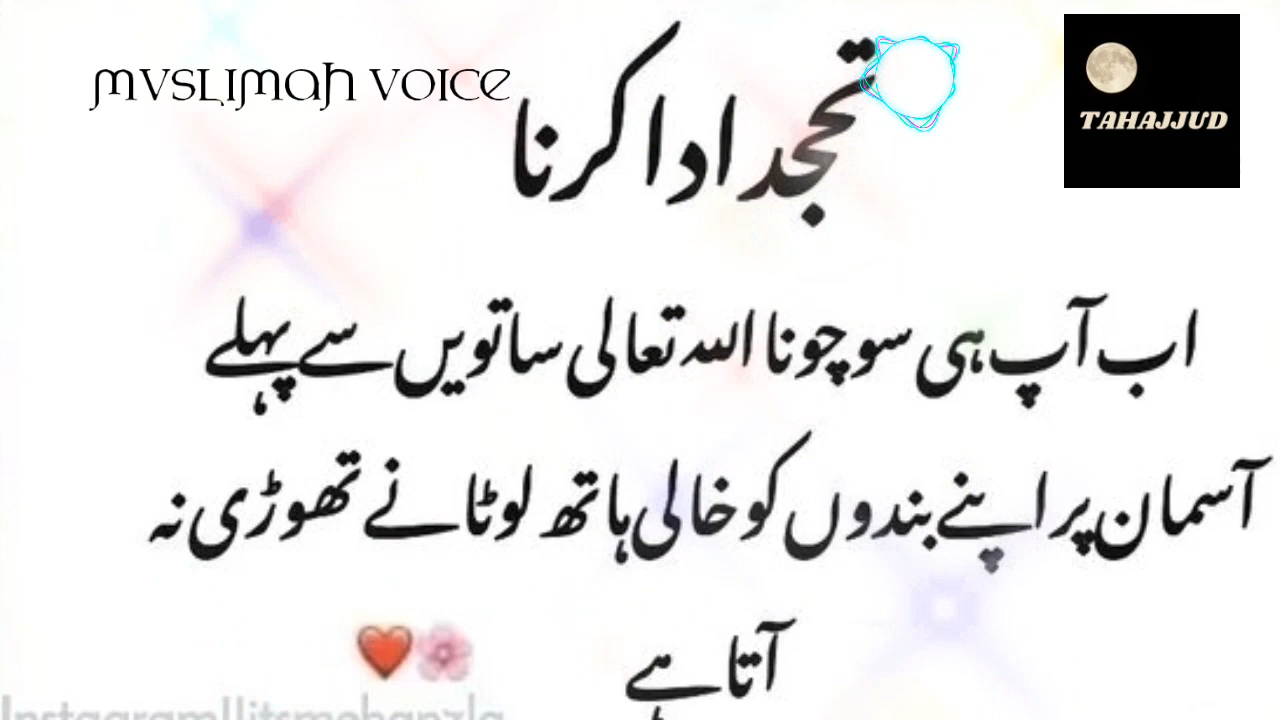 MVSLIMAH VOICE
TAHAJJUD
تحجد ادا کرنا
اب آپ ہی سوچو نا اللہ تعالی ساتویں سے پہلے
آسمان پر اپنے بندوں کو خالی ہاتھ لوٹانے تھوڑی نہ
آتا ہے